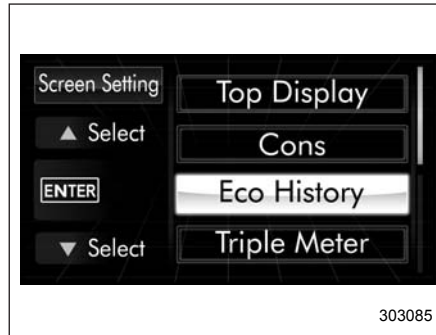 Screen Setting
Top Display
▲ Select
Cons
ENTER
Eco History
▼ Select
Triple Meter
303085